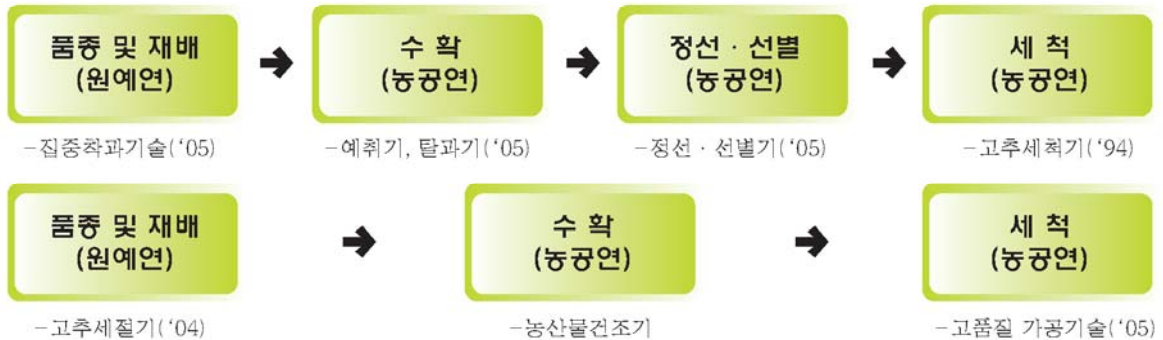 품종 및 재배
(원예연)
➔
수 확
(농공연)
➔
정선 · 선별
(농공연)
➔
세 척
(농공연)
-집중착과기술(‘05)
-예취기, 탈과기(‘05)
-정선 · 선별기(‘05)
-고추세척기(‘94)
품종 및 재배
(원예연)
➔
수 확
(농공연)
➔
세 척
(농공연)
-고추세절기(‘04)
-농산물건조기
-고품질 가공기술(‘05)